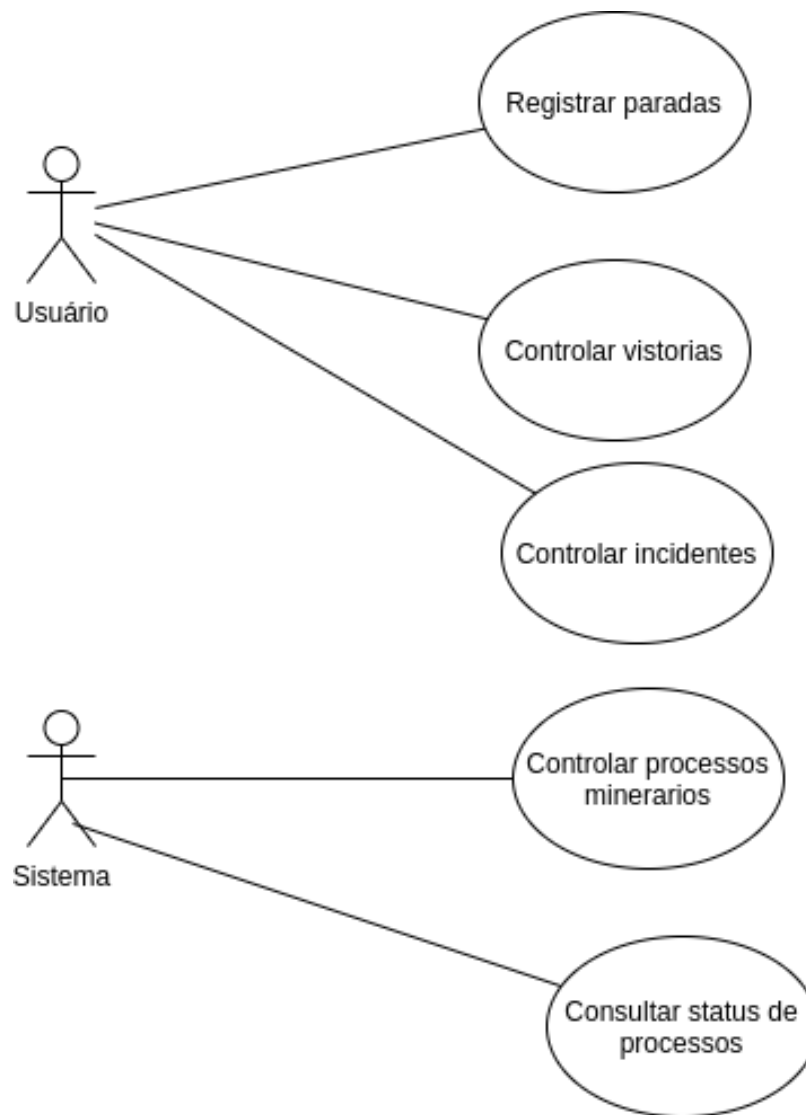 Registrar paradas
Usuário
Controlar vistorias
Controlar incidentes
Controlar processos
minerarios
Sistema
Consultar status de
processos